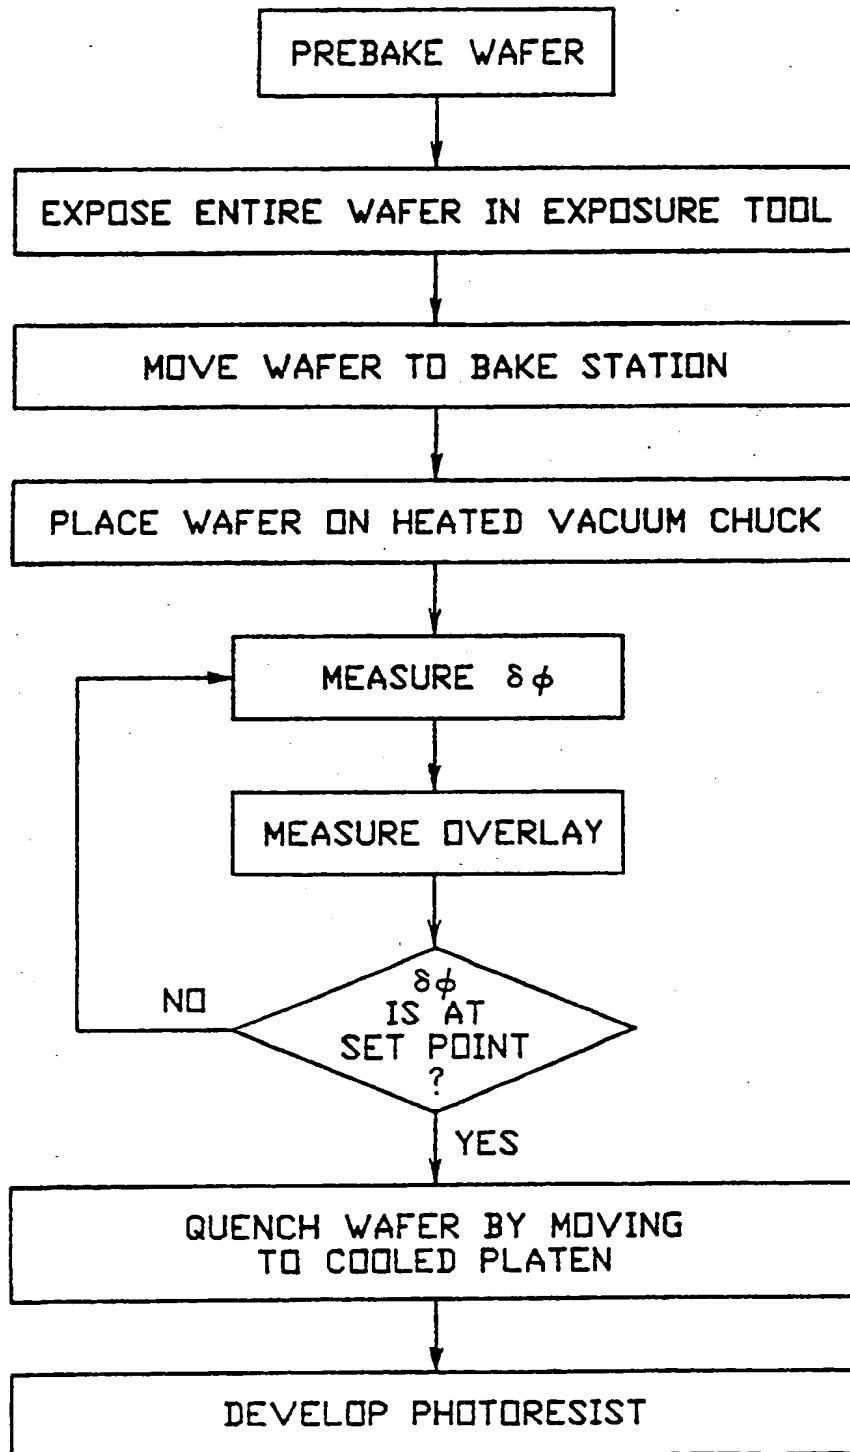 PREBAKE WAFER
EXPOSE ENTIRE WAFER IN EXPOSURE TOOL
MOVE WAFER TO BAKE STATION
PLACE WAFER ON HEATED VACUUM CHUCK
MEASURE δϕ
MEASURE OVERLAY
δϕ
IS AT
SET POINT
?
NO
YES
QUENCH WAFER BY MOVING
TO COOLED PLATEN
DEVELOP PHOTORESIST